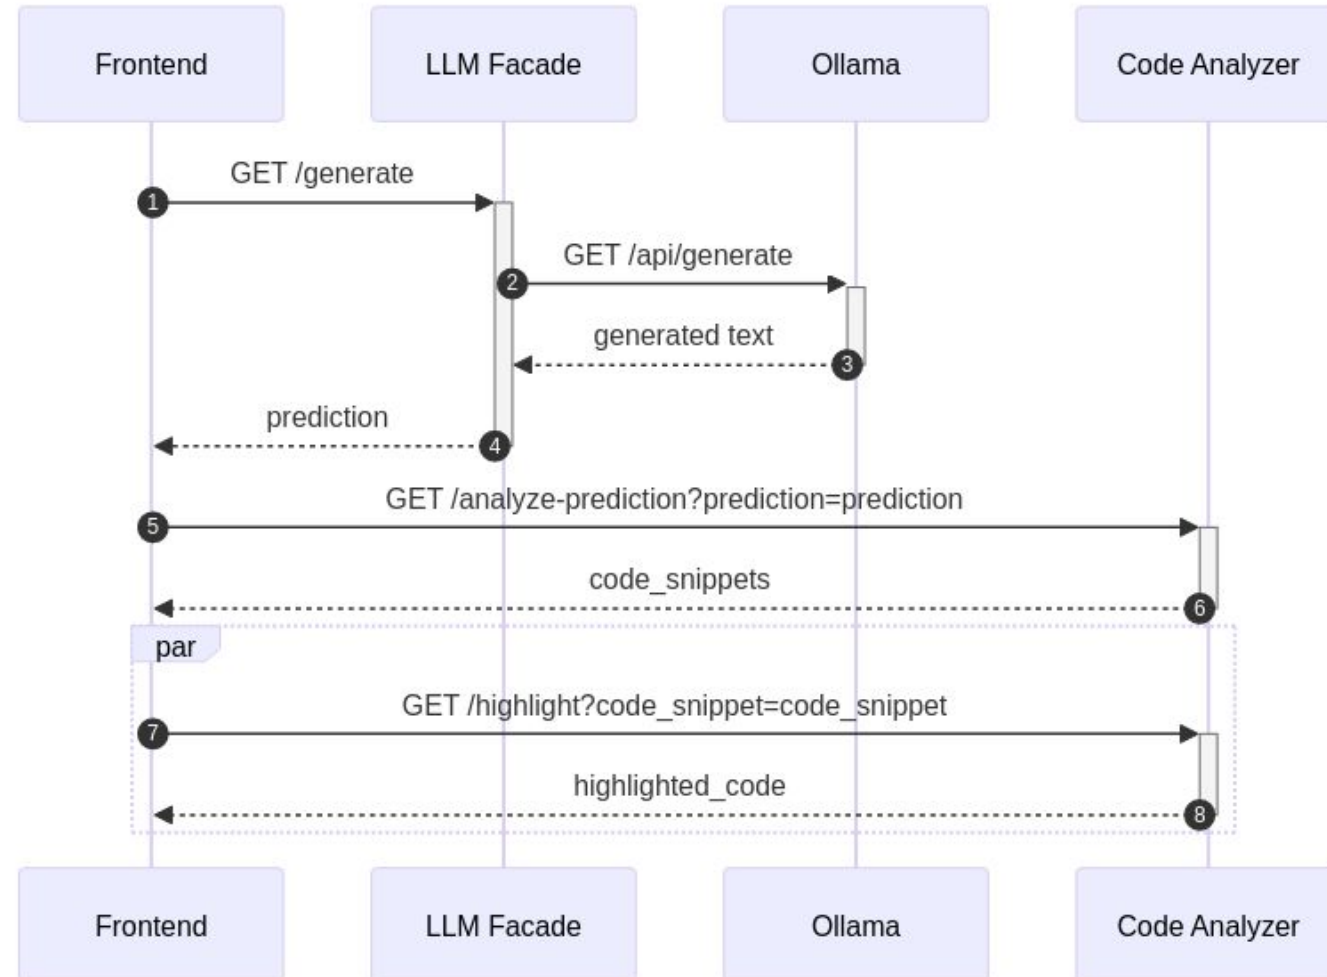 Frontend
LLM Facade
Ollama
Code Analyzer
GET /generate
1
GET /api/generate
2
generated text
3
prediction
4
GET /analyze-prediction?prediction=prediction
5
code_snippets
6
par
GET /highlight?code_snippet=code_snippet
7
highlighted_code
8
Frontend
LLM Facade
Ollama
Code Analyzer